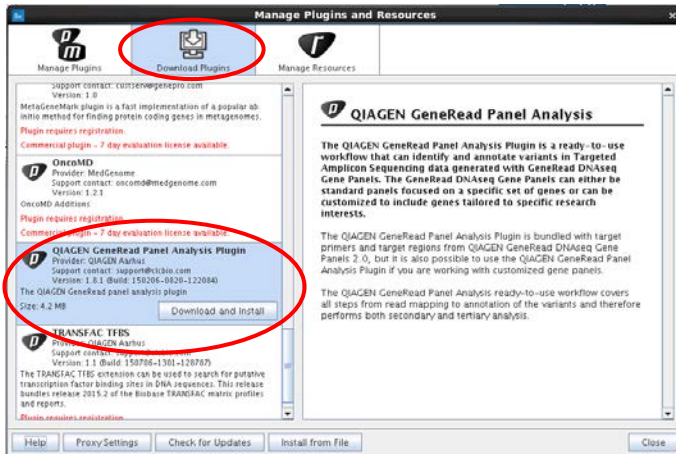 Manage Plugins and Resources
Manage Plugins
Download Plugins
Manage Resources
Support contact: custserv@genepro.com
Version: 1.0
MetaGeneMark plugin is a fast implementation of a popular ab
initio method for finding protein coding genes in metagenomes.
Plugin requires registration.
Commercial plugin - 7 day evaluation license available.
OncoMD
Provider: MedGenome
Support contact: oncomd@medgenome.com
Version: 1.2.1
OncoMD Additions
Plugin requires registration.
Commercial plugin - 7 day evaluation license available.
QIAGEN GeneRead Panel Analysis Plugin
Provider: QIAGEN Aarhus
Support contact: support@clcbio.com
Version: 1.8.1 (Build: 150206-0820-122084)
The QIAGEN GeneRead panel analysis plugin
Size: 4.2 MB
Download and Install
TRANSFAC TFBS
Provider: QIAGEN Aarhus
Support contact: support@clcbio.com
Version: 1.1 (Build: 150706-1301-128767)
The TRANSFAC TFBS extension can be used to search for putative
transcription factor binding sites in DNA sequences. This release
bundles release 2015.2 of the Biobase TRANSFAC matrix profiles
and reports.
Plugin requires registration.
QIAGEN GeneRead Panel Analysis
The QIAGEN GeneRead Panel Analysis Plugin is a ready-to-use
workflow that can identify and annotate variants in Targeted
Amplicon Sequencing data generated with GeneRead DNAseq
Gene Panels. The GeneRead DNAseq Gene Panels can either be
standard panels focused on a specific set of genes or can be
customized to include genes tailored to specific research
interests.
The QIAGEN GeneRead Panel Analysis Plugin is bundled with target
primers and target regions from QIAGEN GeneRead DNAseq Gene
Panels 2.0, but it is also possible to use the QIAGEN GeneRead Panel
Analysis Plugin if you are working with customized gene panels.
The QIAGEN GeneRead Panel Analysis ready-to-use workflow covers
all steps from read mapping to annotation of the variants and therefore
performs both secondary and tertiary analysis.
Help
Proxy Settings
Check for Updates
Install from File
Close